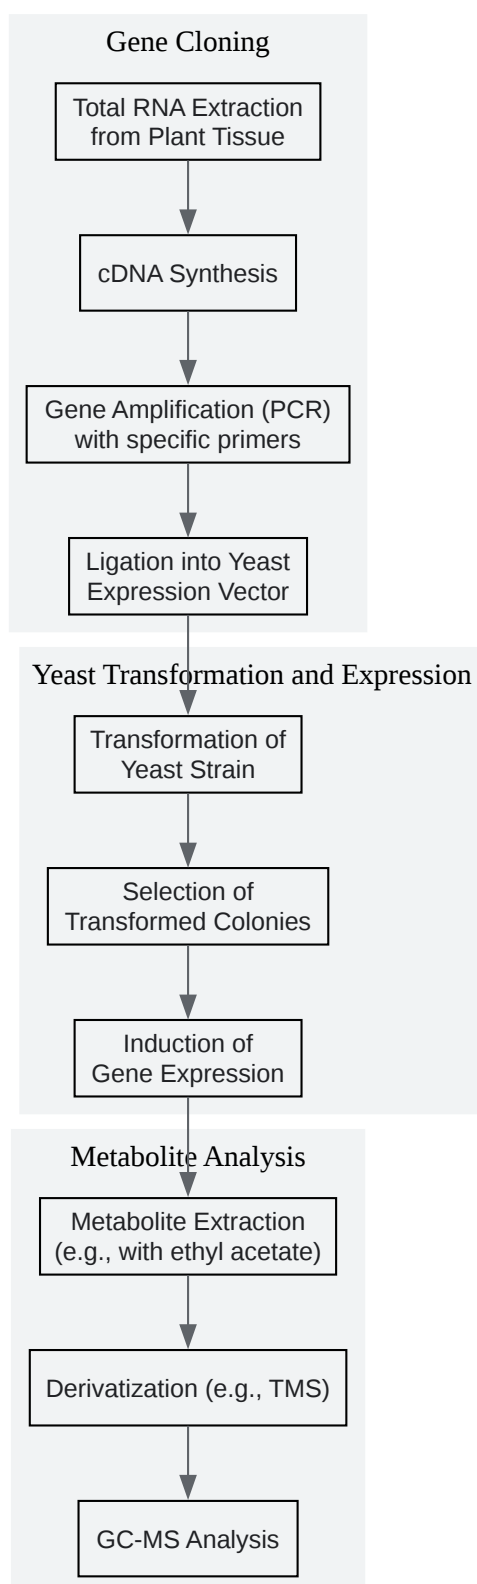 Gene Cloning
Total RNA Extraction
from Plant Tissue
cDNA Synthesis
Gene Amplification (PCR)
with specific primers
Ligation into Yeast
Expression Vector
Yeast Transformation and Expression
Transformation of
Yeast Strain
Selection of
Transformed Colonies
Induction of
Gene Expression
Metabolite Analysis
Metabolite Extraction
(e.g., with ethyl acetate)
Derivatization (e.g., TMS)
GC-MS Analysis